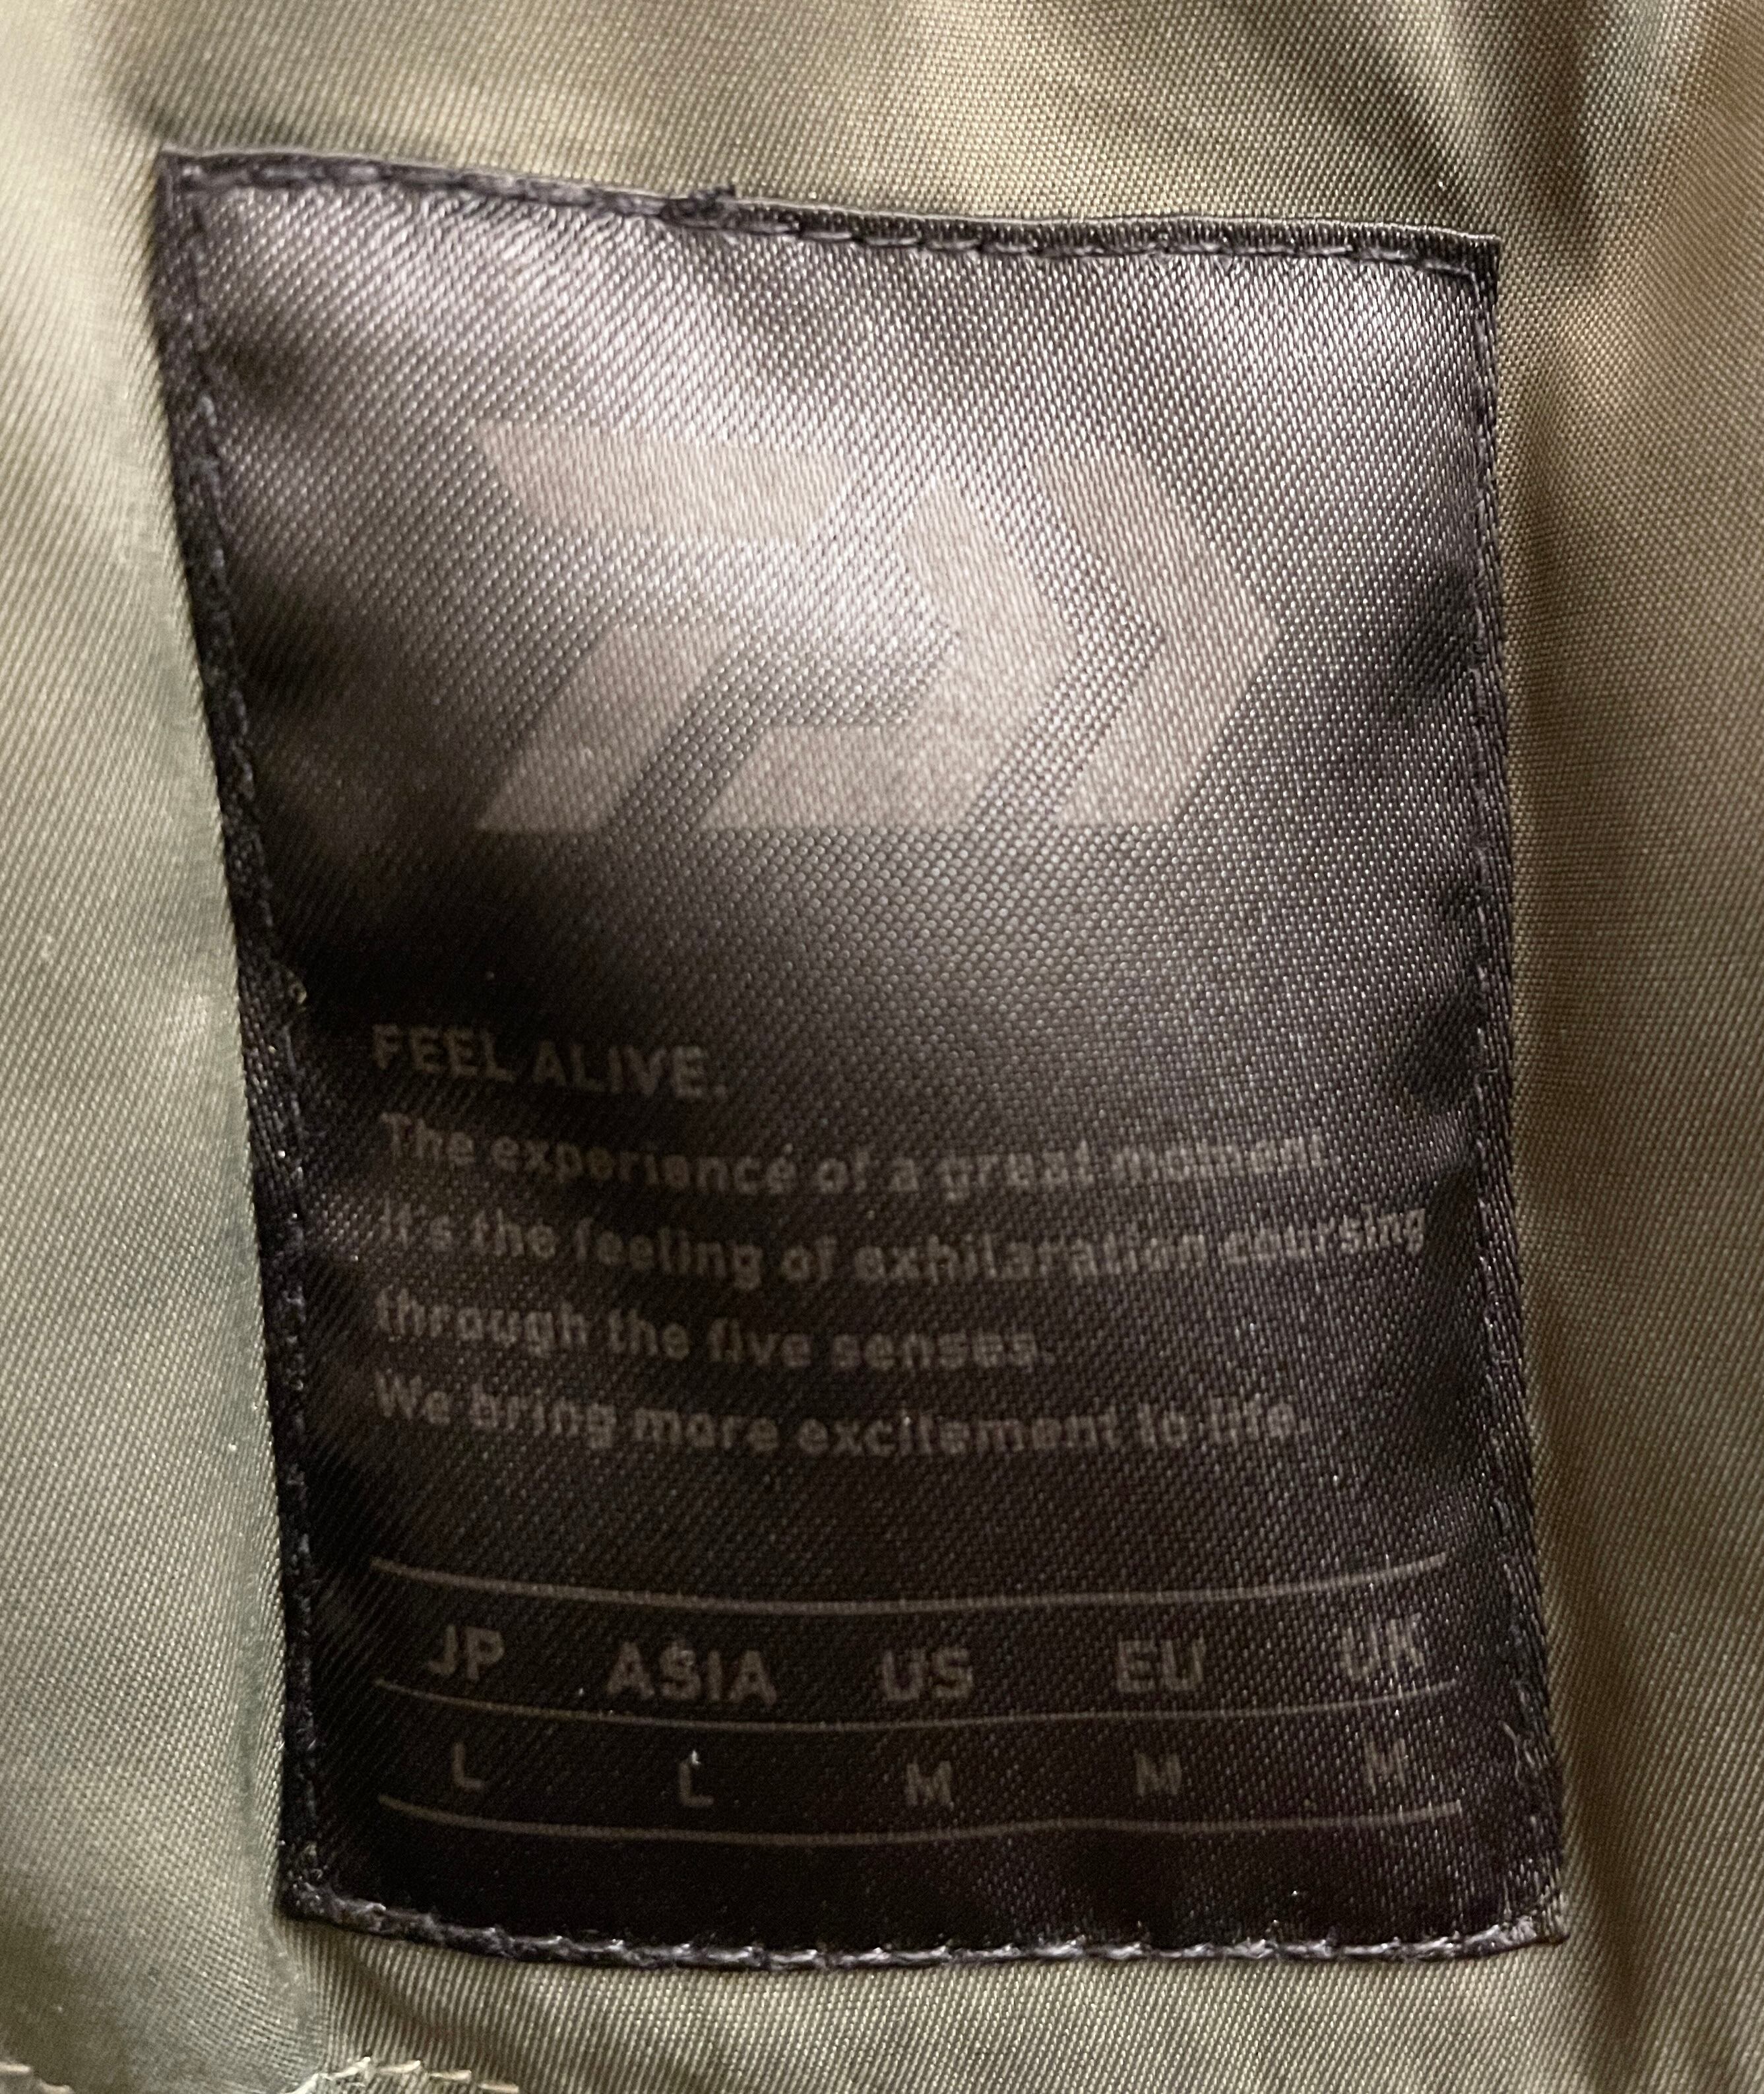 FEEL ALIVE.
The experience of a great moment.
It's the feeling of exhilaration coursing
through the five senses.
We bring more excitement to life.
JP ASIA US EU UK
L L M M M